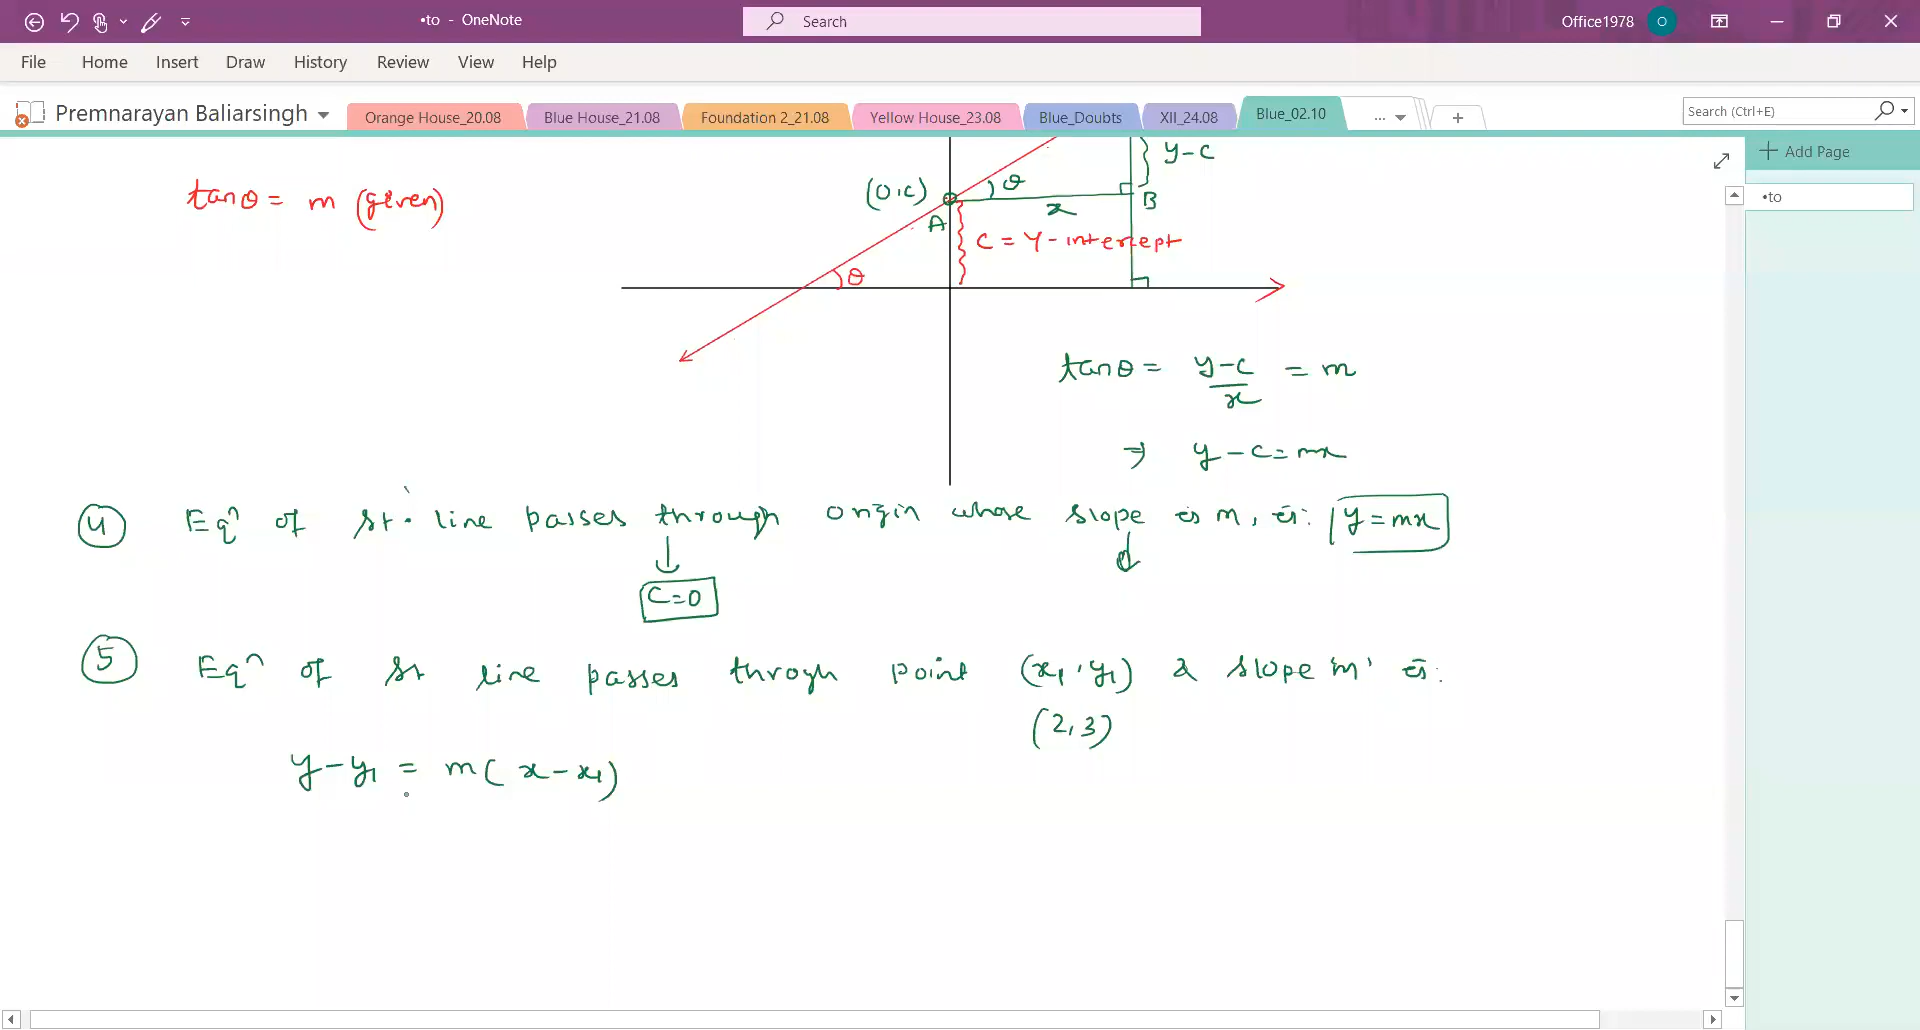 •to - OneNote
Search
Office1978
O
File Home Insert Draw History Review View Help
Premnarayan Baliarsingh
Orange House_20.08
Blue House_21.08
Foundation 2_21.08
Yellow House_23.08
Blue_Doubts
XII_24.08
Blue_02.10
...
Search (Ctrl+E)
Add Page
•to
y-c
tanθ = m (given)
(0,c) θ
A x B
c = Y-intercept
θ
tanθ = y-c/x = m
⇒ y-c=mx
4 Eqn of st. line passes through origin whose slope is m, is: y=mx
c=0
5 Eqn of st line passes throgh point (x₁,y₁) & slope 'm' is:
(2,3)
y-y₁ = m(x-x₁)